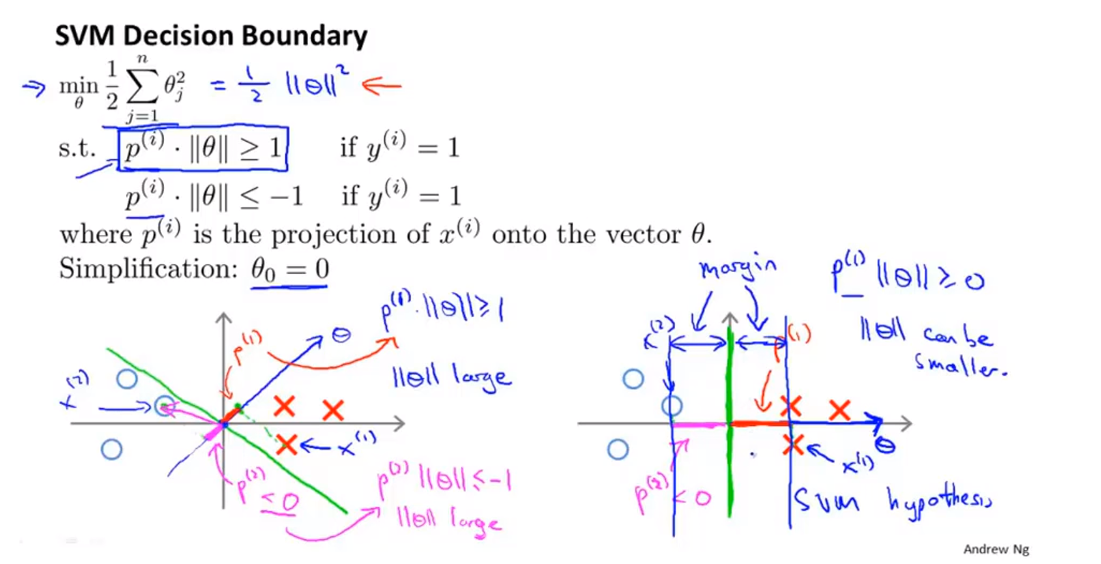 SVM Decision Boundary
⇒ min_θ 1/2 ∑_{j=1}^{n} θ_j^2 = 1/2 ||θ||^2 ←
s.t. p^(i) · ‖θ‖ ≥ 1 if y^(i) = 1
p^(i) · ‖θ‖ ≤ −1 if y^(i) = 1
where p^(i) is the projection of x^(i) onto the vector θ.
Simplification: θ_0 = 0
p^(1) · ||θ|| ≥ 1
θ
p^(1)
||θ|| large
x^(2)
x^(1)
p^(2) < 0
p^(2) ||θ|| ≤ -1
||θ|| large
margin
p^(1) ||θ|| ≥ 0
||θ|| can be
smaller.
x^(2)
p^(1)
θ
x^(1)
p^(2) < 0
SVM hypothesis
Andrew Ng